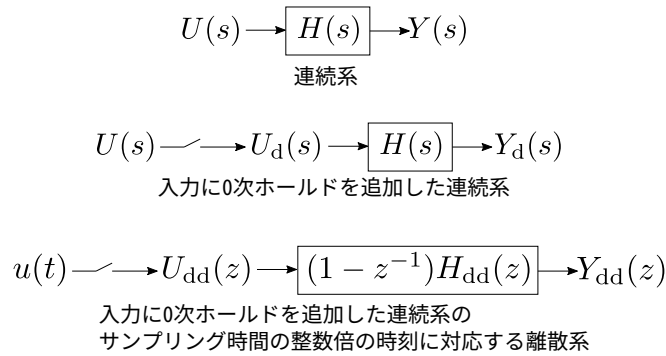 U(s) H(s) Y(s)
連続系
U(s) U_d(s) H(s) Y_d(s)
入力に0次ホールドを追加した連続系
u(t) U_dd(z) (1 − z^{-1})H_dd(z) Y_dd(z)
入力に0次ホールドを追加した連続系の
サンプリング時間の整数倍の時刻に対応する離散系